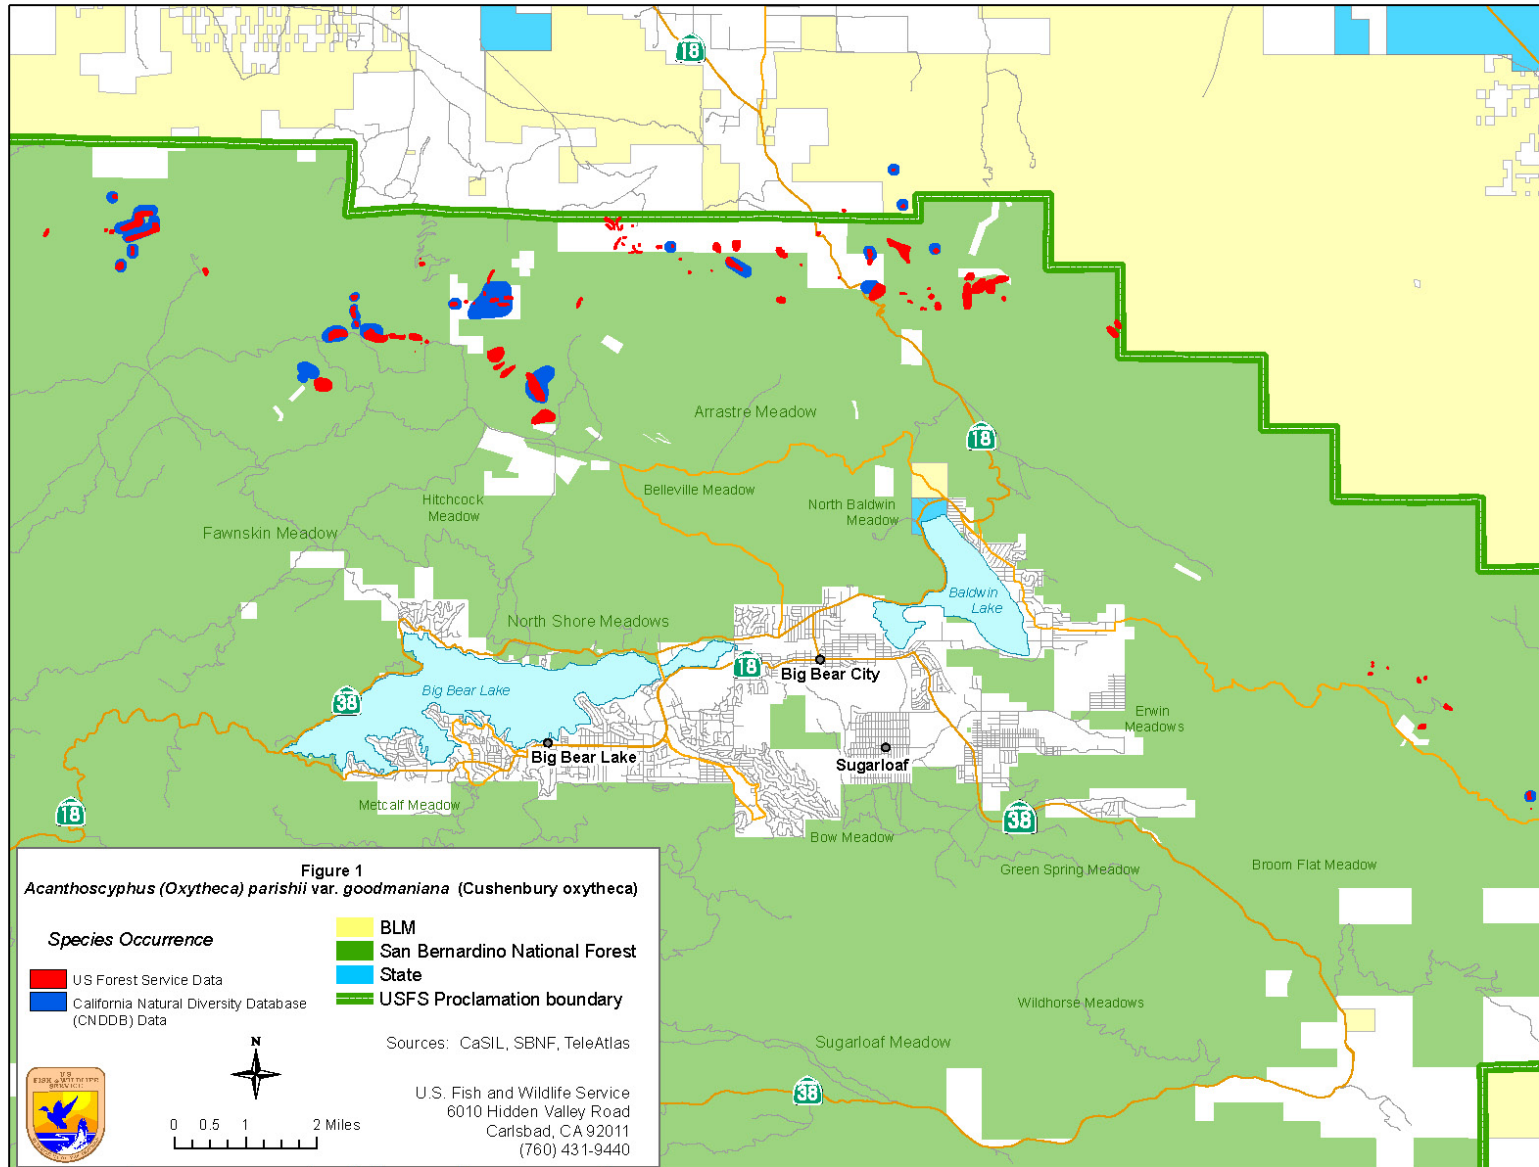 18
Arrastre Meadow
18
Belleville Meadow
Hitchcock
Meadow
North Baldwin
Meadow
Fawnskin Meadow
Baldwin
Lake
North Shore Meadows
18
Big Bear City
Big Bear Lake
38
Erwin
Meadows
Big Bear Lake
Sugarloaf
Metcalf Meadow
18
38
Bow Meadow
Green Spring Meadow
Broom Flat Meadow
Wildhorse Meadows
Sugarloaf Meadow
38
Figure 1
Acanthoscyphus (Oxytheca) parishii var. goodmaniana (Cushenbury oxytheca)
Species Occurrence
US Forest Service Data
California Natural Diversity Database
(CNDDB) Data
BLM
San Bernardino National Forest
State
USFS Proclamation boundary
Sources: CaSIL, SBNF, TeleAtlas
N
0 0.5 1 2 Miles
U.S. Fish and Wildlife Service
6010 Hidden Valley Road
Carlsbad, CA 92011
(760) 431-9440
US
FISH & WILDLIFE
SERVICE